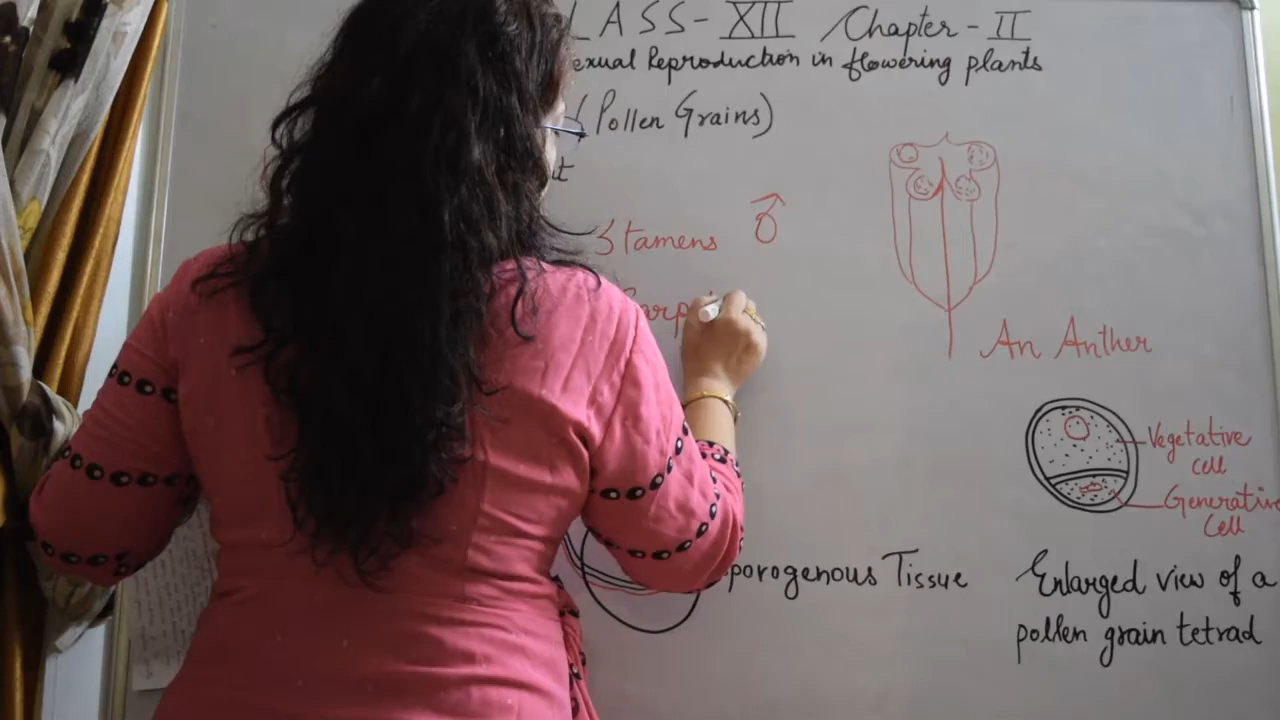 LASS-XII Chapter-II
exual Reproduction in flowering plants
(Pollen Grains)
Stamens ♂
Carp
An Anther
Vegetative
cell
Generative
Cell
porogenous Tissue
Enlarged view of a
pollen grain tetrad